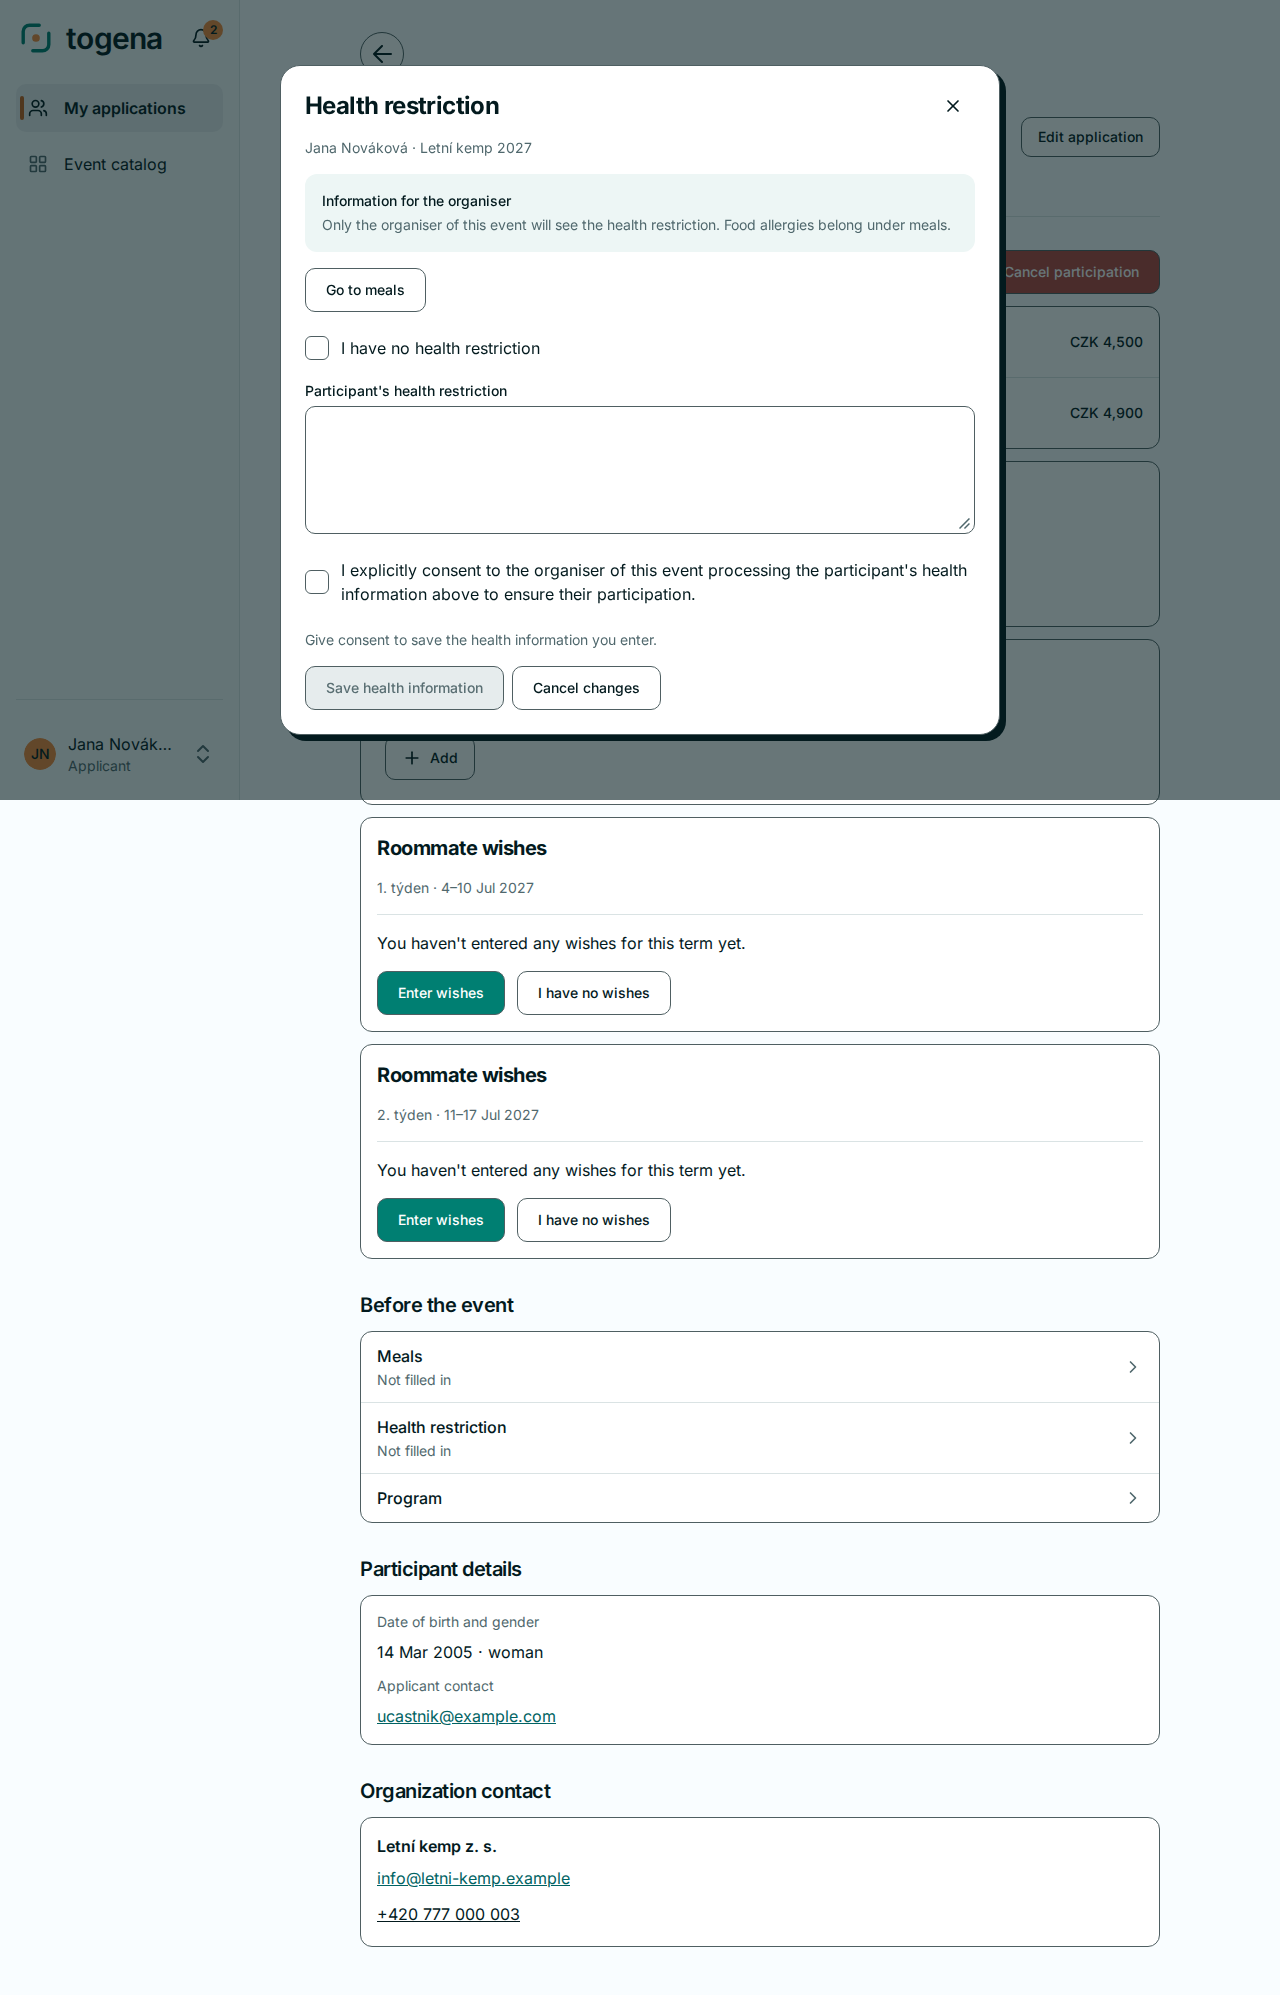 togena
2
My applications
Event catalog
Jana Novák...
JN
Applicant
Edit application
Cancel participation
CZK 4,500
CZK 4,900
Health restriction
Jana Nováková · Letní kemp 2027
Information for the organiser
Only the organiser of this event will see the health restriction. Food allergies belong under meals.
Go to meals
I have no health restriction
Participant's health restriction
I explicitly consent to the organiser of this event processing the participant's health
information above to ensure their participation.
Give consent to save the health information you enter.
Save health information
Cancel changes
Add
Roommate wishes
1. týden · 4–10 Jul 2027
You haven't entered any wishes for this term yet.
Enter wishes
I have no wishes
Roommate wishes
2. týden · 11–17 Jul 2027
You haven't entered any wishes for this term yet.
Enter wishes
I have no wishes
Before the event
Meals
Not filled in
Health restriction
Not filled in
Program
Participant details
Date of birth and gender
14 Mar 2005 · woman
Applicant contact
ucastnik@example.com
Organization contact
Letní kemp z. s.
info@letni-kemp.example
+420 777 000 003